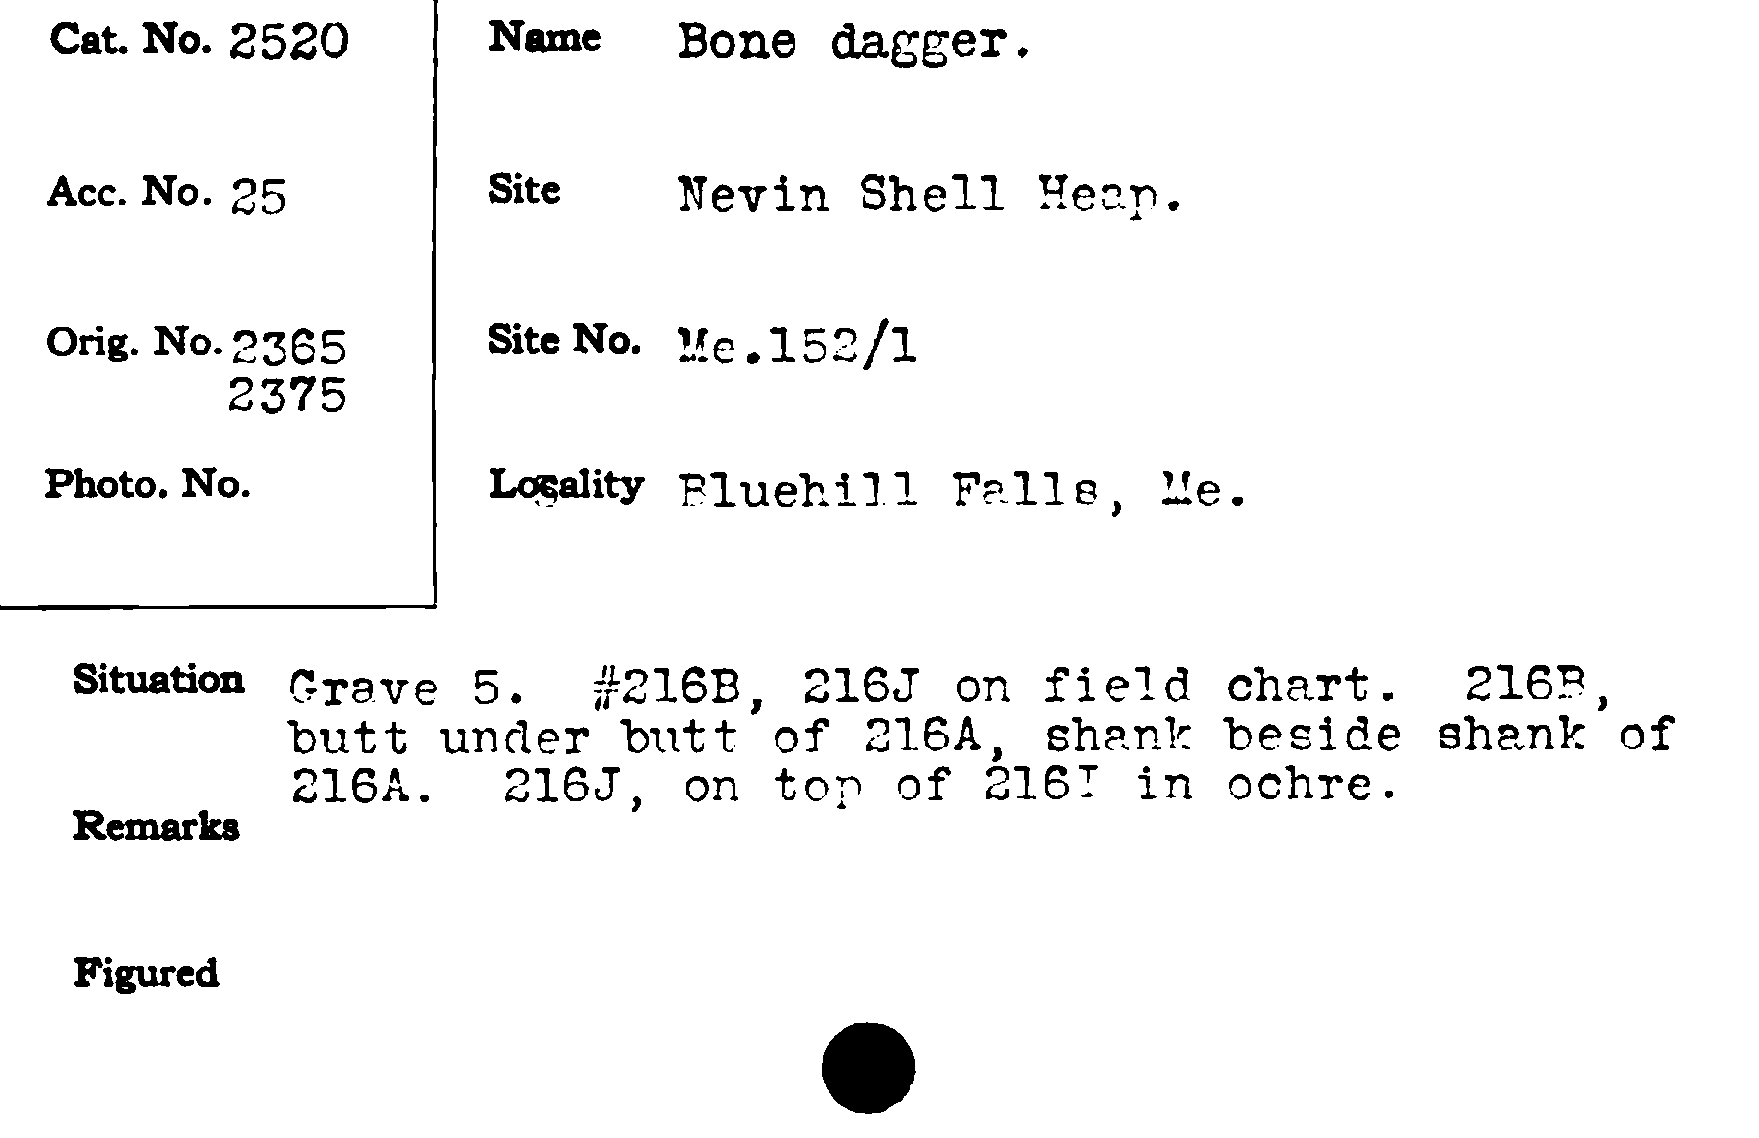 Cat. No. 2520
Name Bone dagger.
Acc. No. 25
Site Nevin Shell Heap.
Orig. No. 2365
2375
Site No. Me.152/1
Photo. No.
Locality Bluehill Falls, Me.
Situation Grave 5. #216B, 216J on field chart. 216B,
butt under butt of 216A, shank beside shank of
216A. 216J, on top of 216I in ochre.
Remarks
Figured